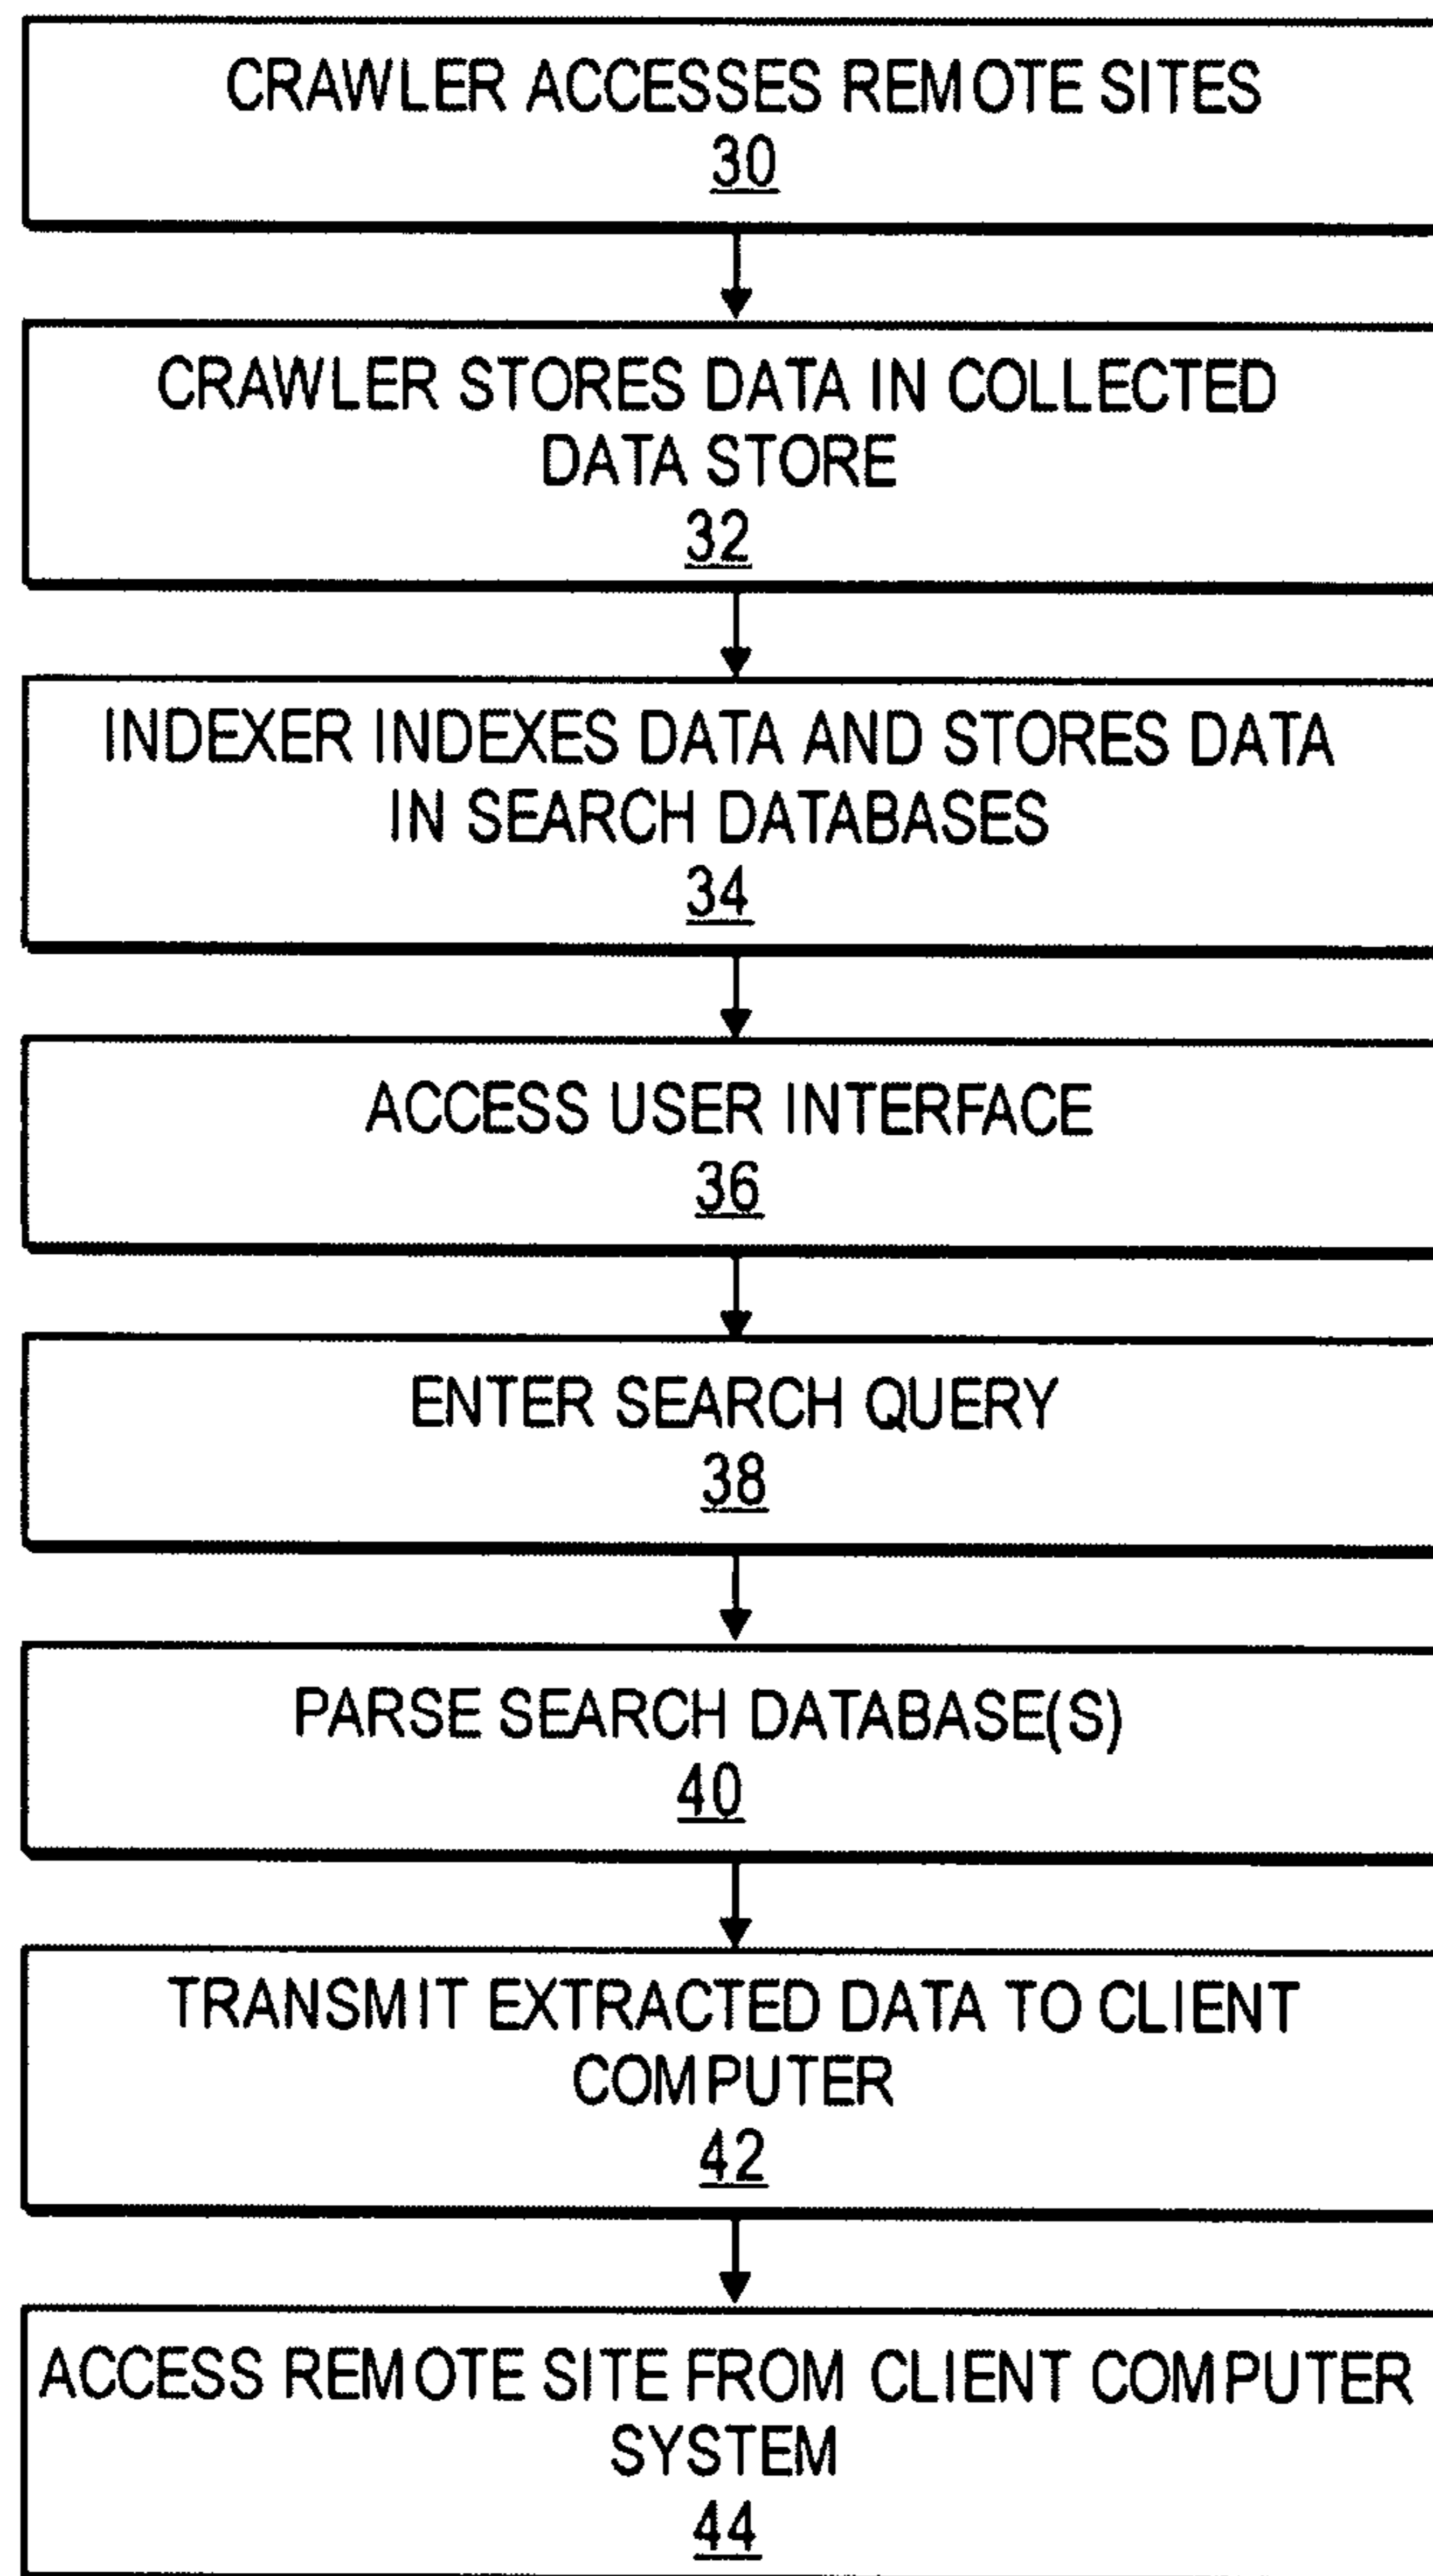 CRAWLER ACCESSES REMOTE SITES
30
CRAWLER STORES DATA IN COLLECTED
DATA STORE
32
INDEXER INDEXES DATA AND STORES DATA
IN SEARCH DATABASES
34
ACCESS USER INTERFACE
36
ENTER SEARCH QUERY
38
PARSE SEARCH DATABASE(S)
40
TRANSMIT EXTRACTED DATA TO CLIENT
COMPUTER
42
ACCESS REMOTE SITE FROM CLIENT COMPUTER
SYSTEM
44